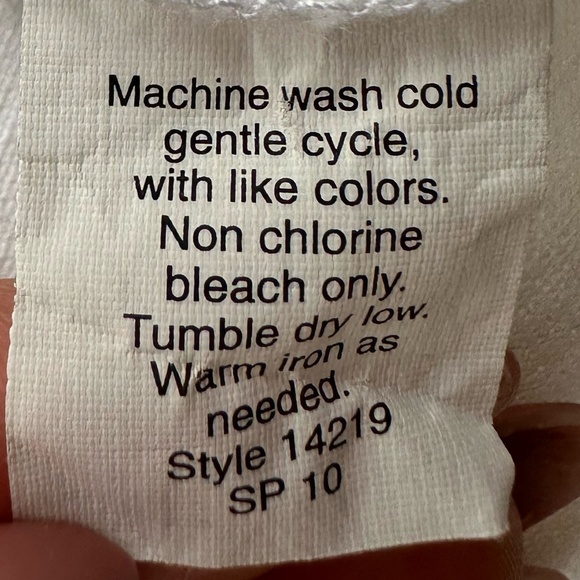 Machine wash cold
gentle cycle,
with like colors.
Non chlorine
bleach only.
Tumble dry low.
Warm iron as
needed.
Style 14219
SP 10